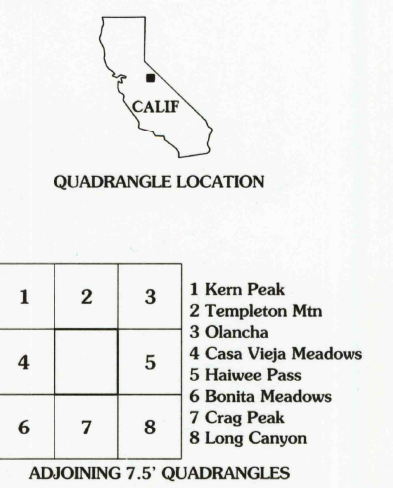 CALIF
QUADRANGLE LOCATION
1 2 3
4 5
6 7 8
1 Kern Peak
2 Templeton Mtn
3 Olancha
4 Casa Vieja Meadows
5 Haiwee Pass
6 Bonita Meadows
7 Crag Peak
8 Long Canyon
ADJOINING 7.5' QUADRANGLES